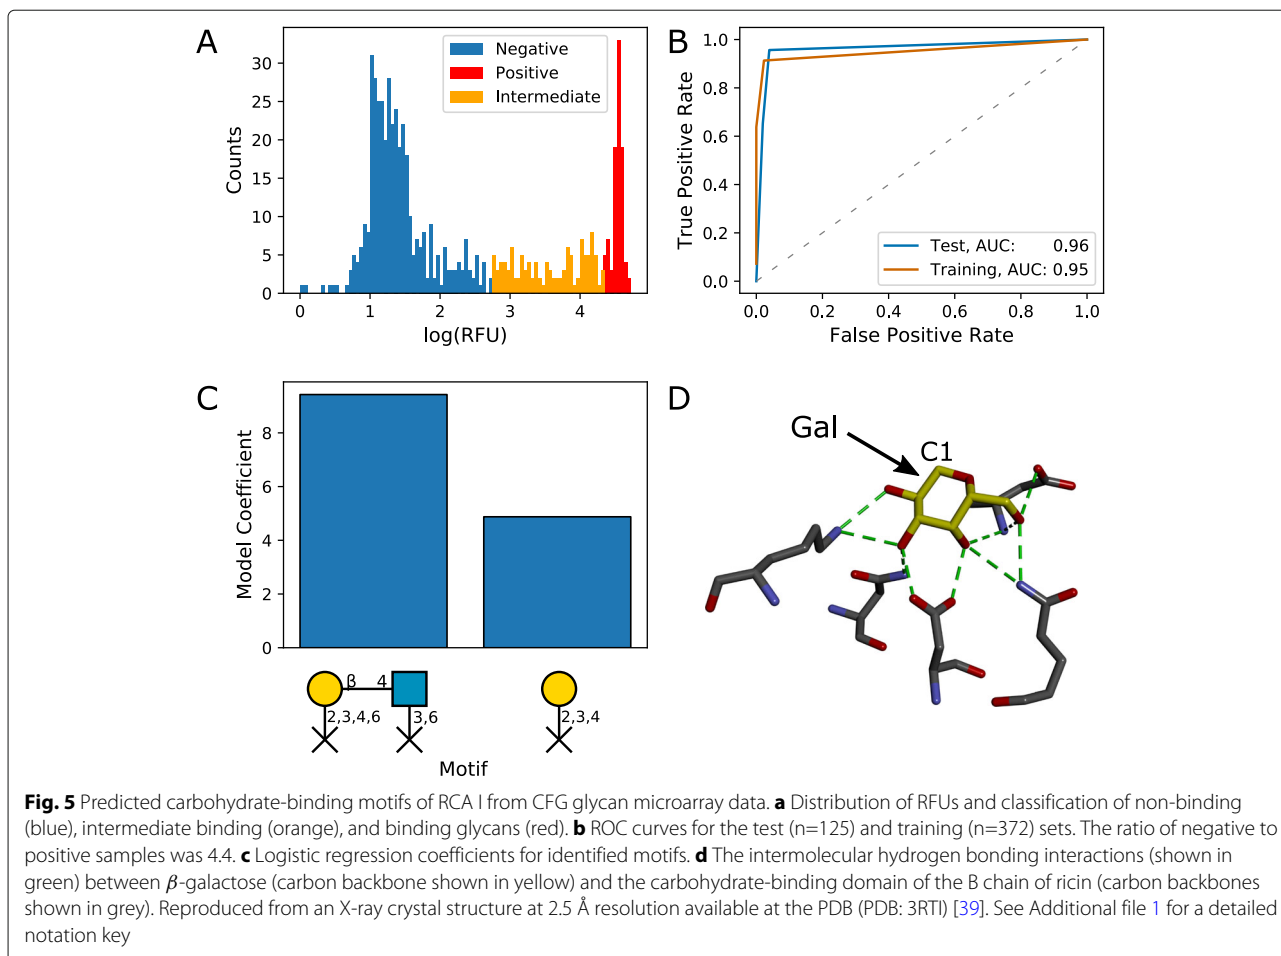 A
Negative
Positive
Intermediate
Counts
30
25
20
15
10
5
0
0 1 2 3 4
log(RFU)
B
True Positive Rate
1.0
0.8
0.6
0.4
0.2
0.0
Test, AUC: 0.96
Training, AUC: 0.95
0.0 0.2 0.4 0.6 0.8 1.0
False Positive Rate
C
Model Coefficient
8
6
4
2
0
β 4
2,3,4,6 3,6 2,3,4
Motif
D
Gal
C1
Fig. 5 Predicted carbohydrate-binding motifs of RCA I from CFG glycan microarray data. a Distribution of RFUs and classification of non-binding
(blue), intermediate binding (orange), and binding glycans (red). b ROC curves for the test (n=125) and training (n=372) sets. The ratio of negative to
positive samples was 4.4. c Logistic regression coefficients for identified motifs. d The intermolecular hydrogen bonding interactions (shown in
green) between β-galactose (carbon backbone shown in yellow) and the carbohydrate-binding domain of the B chain of ricin (carbon backbones
shown in grey). Reproduced from an X-ray crystal structure at 2.5 Å resolution available at the PDB (PDB: 3RTI) [39]. See Additional file 1 for a detailed
notation key